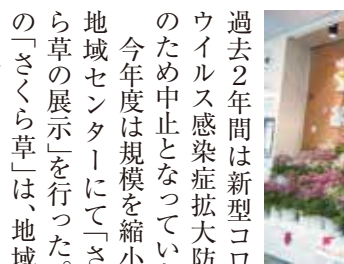 過去２年間は新型コロ
ウイルス感染症拡大防
のため中止となってい
今年度は規模を縮小
地域センターにて「さ
ら草の展示」を行った。
の「さくら草」は、地域